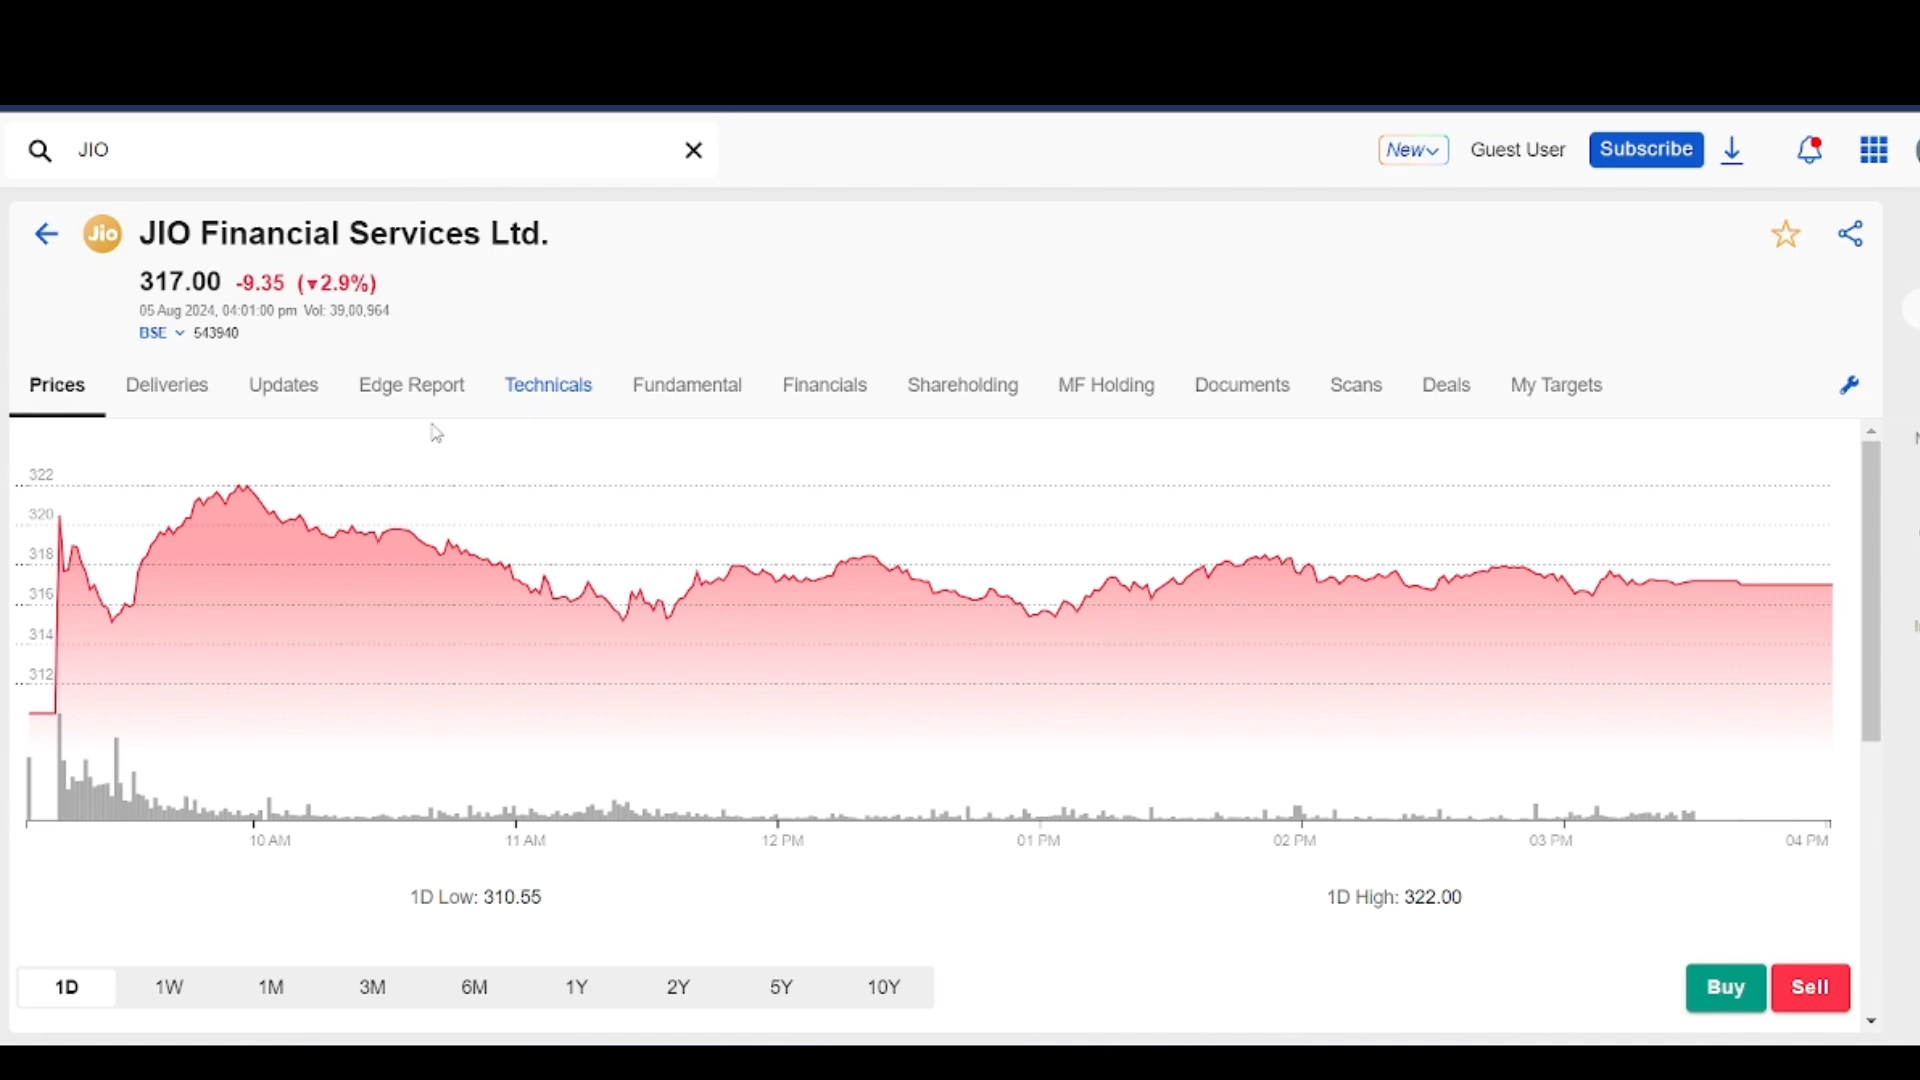 JIO
New
Guest User
Subscribe
Jio
JIO Financial Services Ltd.
317.00 -9.35 (▼2.9%)
05 Aug 2024, 04:01:00 pm Vol: 39,00,964
BSE 543940
Prices Deliveries Updates Edge Report Technicals Fundamental Financials Shareholding MF Holding Documents Scans Deals My Targets
322
320
318
316
314
312
10 AM 11 AM 12 PM 01 PM 02 PM 03 PM 04 PM
1D Low: 310.55 1D High: 322.00
1D 1W 1M 3M 6M 1Y 2Y 5Y 10Y
Buy Sell